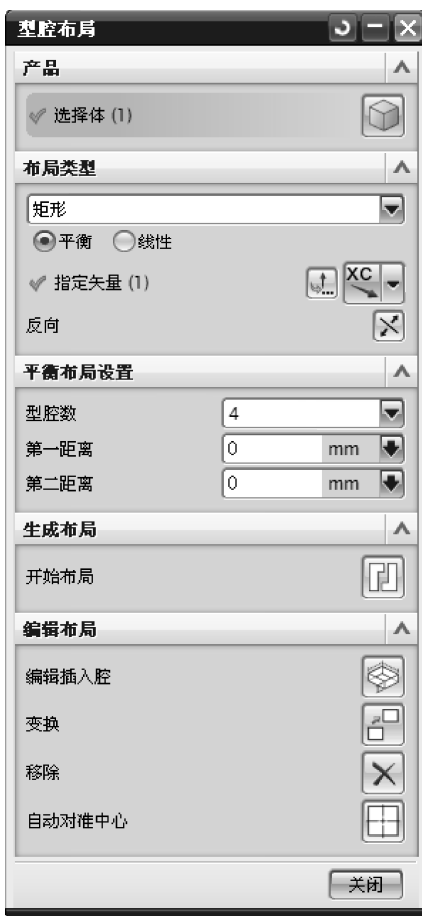 型腔布局
产品
选择体 (1)
布局类型
矩形
平衡 线性
指定矢量 (1) XC
反向
平衡布局设置
型腔数 4
第一距离 0 mm
第二距离 0 mm
生成布局
开始布局
编辑布局
编辑插入腔
变换
移除
自动对准中心
关闭